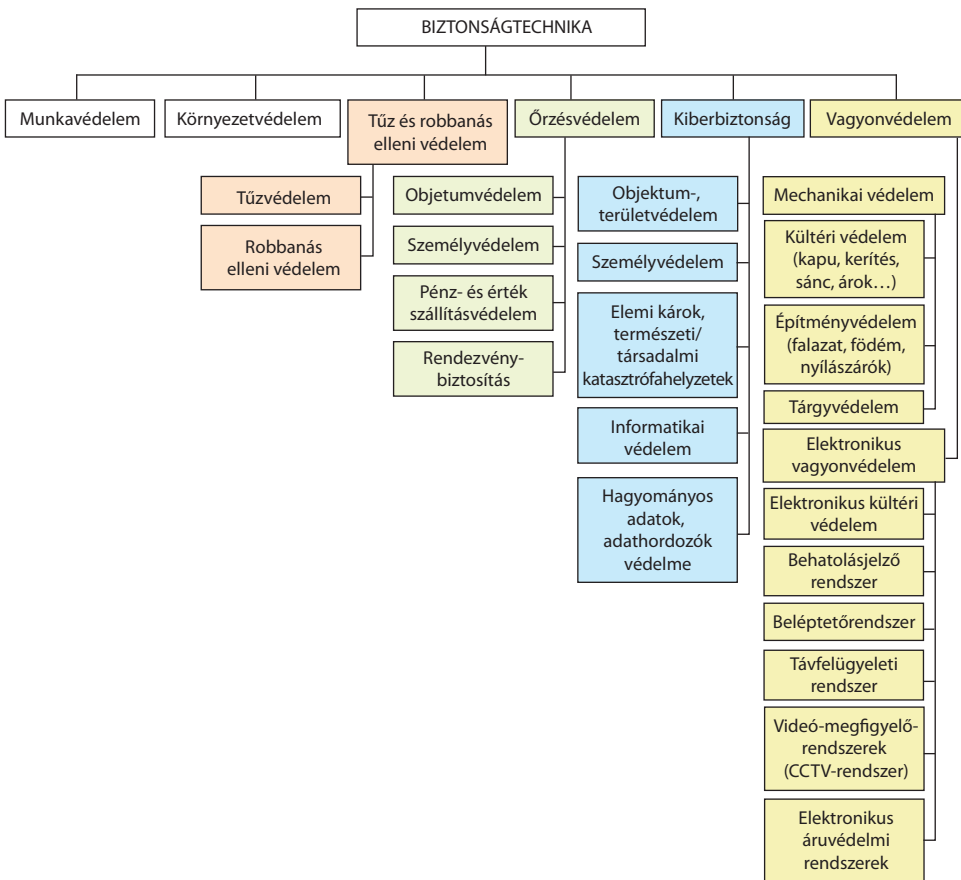 BIZTONSÁGTECHNIKA
Munkavédelem
Környezetvédelem
Tűz és robbanás
elleni védelem
Őrzésvédelem
Kiberbiztonság
Vagyonvédelem
Tűzvédelem
Robbanás
elleni védelem
Objetumvédelem
Személyvédelem
Pénz- és érték
szállításvédelem
Rendezvény-
biztosítás
Objektum-,
területvédelem
Személyvédelem
Elemi károk,
természeti/
társadalmi
katasztrófahelyzetek
Informatikai
védelem
Hagyományos
adatok,
adathordozók
védelme
Mechanikai védelem
Kültéri védelem
(kapu, kerítés,
sánc, árok…)
Építményvédelem
(falazat, födém,
nyílászárók)
Tárgyvédelem
Elektronikus
vagyonvédelem
Elektronikus kültéri
védelem
Behatolásjelző
rendszer
Beléptetőrendszer
Távfelügyeleti
rendszer
Videó-megfigyelő-
rendszerek
(CCTV-rendszer)
Elektronikus
áruvédelmi
rendszerek